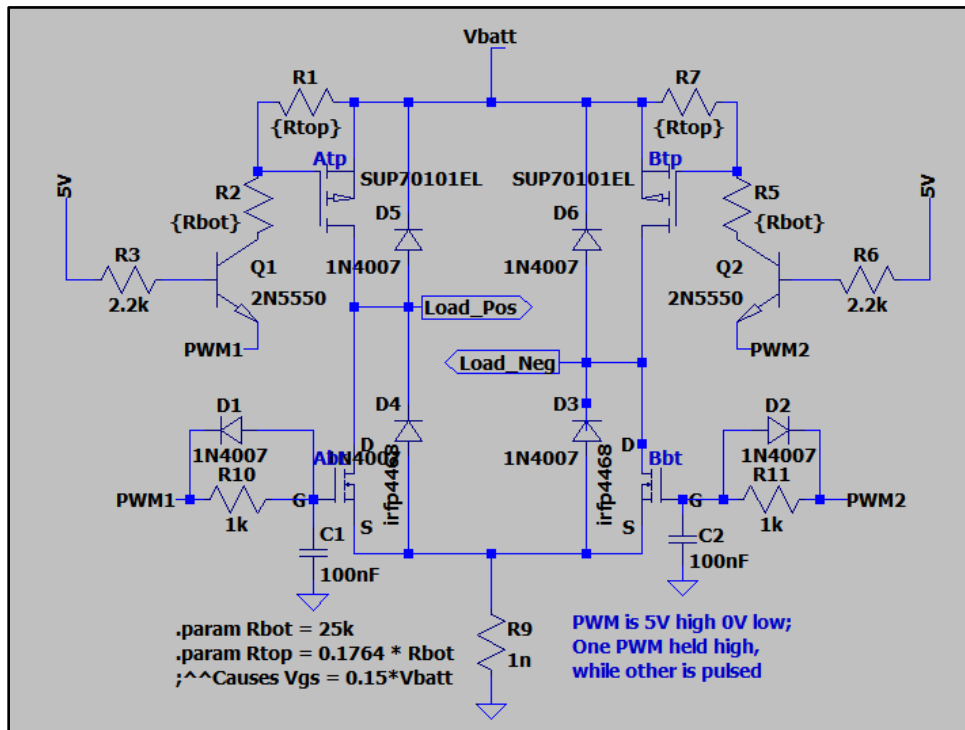 Vbatt
R1
{Rtop}
R7
{Rtop}
Atp
Btp
5V
R2
SUP70101EL
SUP70101EL
R5
5V
{Rbot}
{Rbot}
D5
D6
R3
R6
Q1
1N4007
1N4007
Q2
2.2k
2N5550
2N5550
2.2k
Load_Pos
PWM1
PWM2
Load_Neg
D1
D4
D3
D2
D
D
1N4007
1N4007
Bbt
1N4007
R10
R11
PWM1
G
irfp4468
irfp4468
G
PWM2
1k
S
S
1k
C1
C2
100nF
100nF
.param Rbot = 25k
.param Rtop = 0.1764 * Rbot
;^^Causes Vgs = 0.15*Vbatt
R9
1n
PWM is 5V high 0V low;
One PWM held high,
while other is pulsed